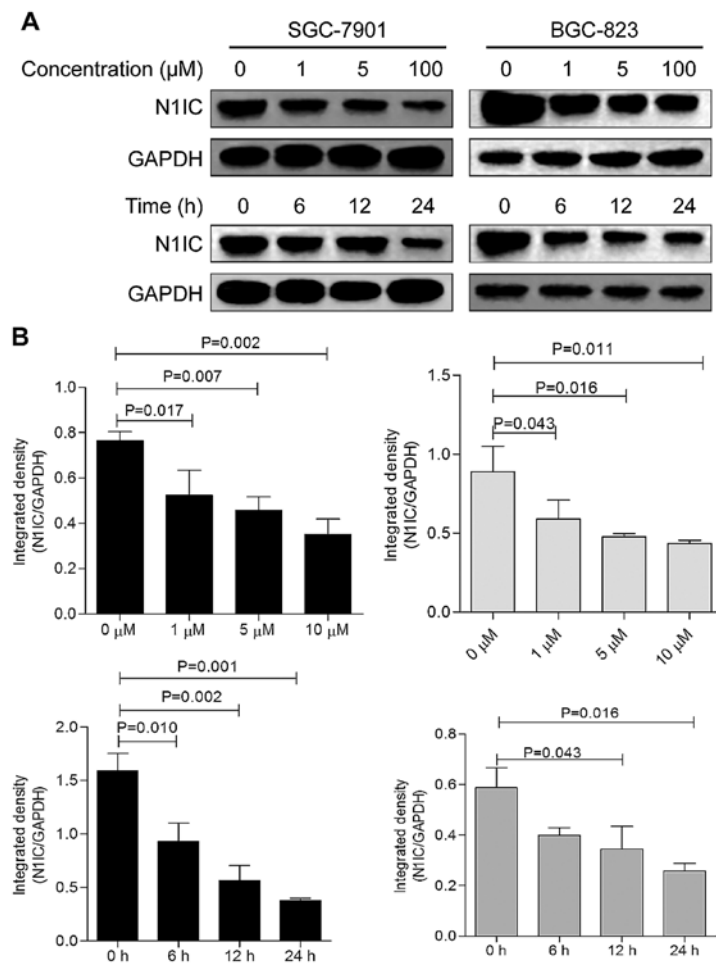 A
SGC-7901 BGC-823
Concentration (μM) 0 1 5 100 0 1 5 100
N1IC
GAPDH
Time (h) 0 6 12 24 0 6 12 24
N1IC
GAPDH
B
P=0.002
P=0.007
P=0.017
Integrated density
(N1IC/GAPDH)
1.0
0.8
0.6
0.4
0.2
0.0
0 μM 1 μM 5 μM 10 μM
P=0.011
P=0.016
P=0.043
Integrated density
(N1IC/GAPDH)
1.5
1.0
0.5
0.0
0 μM 1 μM 5 μM 10 μM
P=0.001
P=0.002
P=0.010
Integrated density
(N1IC/GAPDH)
2.0
1.5
1.0
0.5
0.0
0 h 6 h 12 h 24 h
P=0.016
P=0.043
Integrated density
(N1IC/GAPDH)
0.8
0.6
0.4
0.2
0.0
0 h 6 h 12 h 24 h